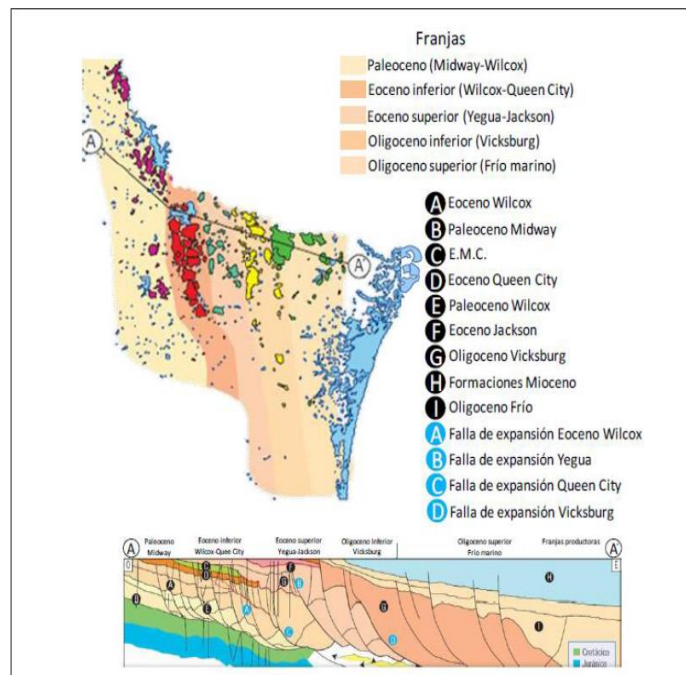 Franjas
Paleoceno (Midway-Wilcox)
Eoceno inferior (Wilcox-Queen City)
Eoceno superior (Yegua-Jackson)
Oligoceno inferior (Vicksburg)
Oligoceno superior (Frío marino)
A
A'
A Eoceno Wilcox
B Paleoceno Midway
C E.M.C.
D Eoceno Queen City
E Paleoceno Wilcox
F Eoceno Jackson
G Oligoceno Vicksburg
H Formaciones Mioceno
I Oligoceno Frío
A Falla de expansión Eoceno Wilcox
B Falla de expansión Yegua
C Falla de expansión Queen City
D Falla de expansión Vicksburg
A
Paleoceno
Midway
Eoceno inferior
Wilcox-Quee City
Eoceno superior
Yegua-Jackson
Oligoceno Inferior
Vicksburg
Oligoceno superior
Frío marino
Franjas productoras
A'
O
E
C
D
F
A
G
B
H
E
A
G
C
D
I
Cretácico
Jurásico